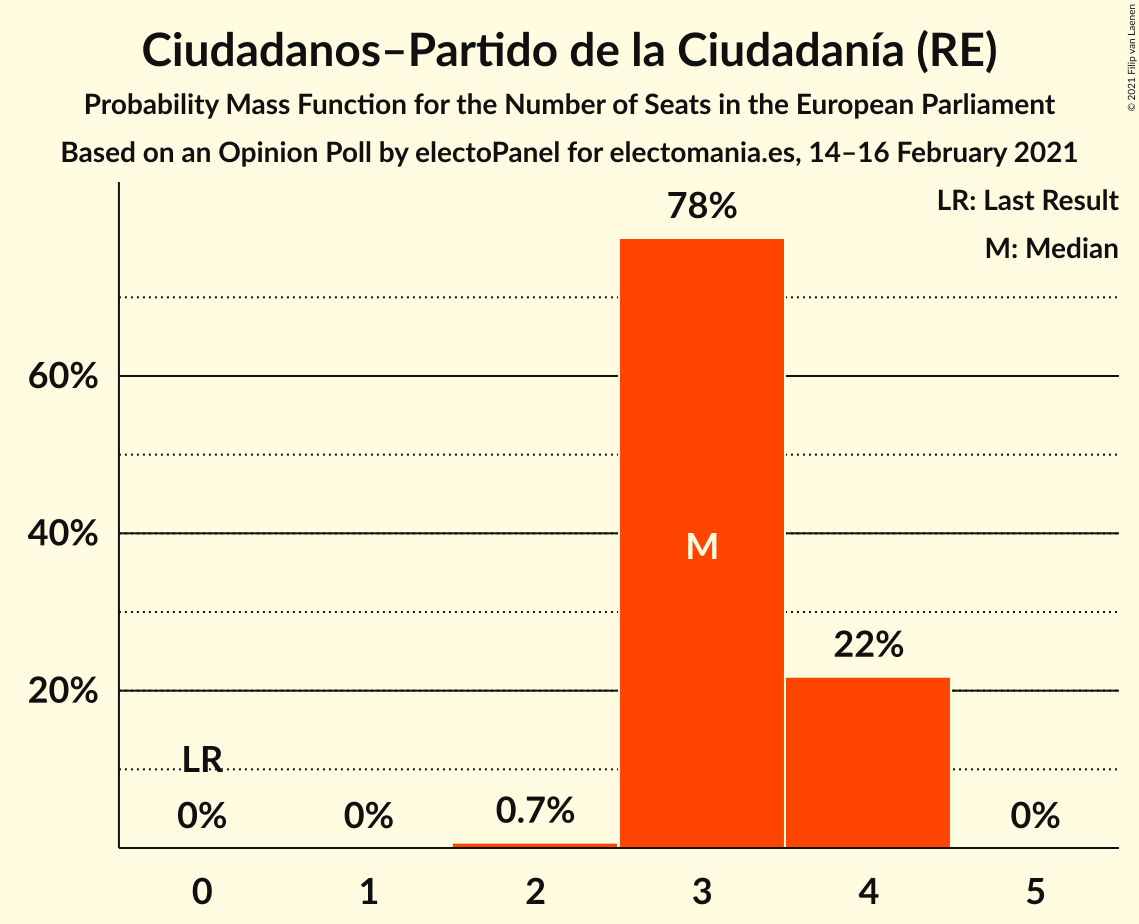 Ciudadanos–Partido de la Ciudadanía (RE)
Probability Mass Function for the Number of Seats in the European Parliament
Based on an Opinion Poll by electoPanel for electomania.es, 14–16 February 2021
© 2021 Filip van Laenen
LR: Last Result
M: Median
78%
60%
40%
M
22%
20%
LR
0%
0%
0.7%
0%
0 1 2 3 4 5